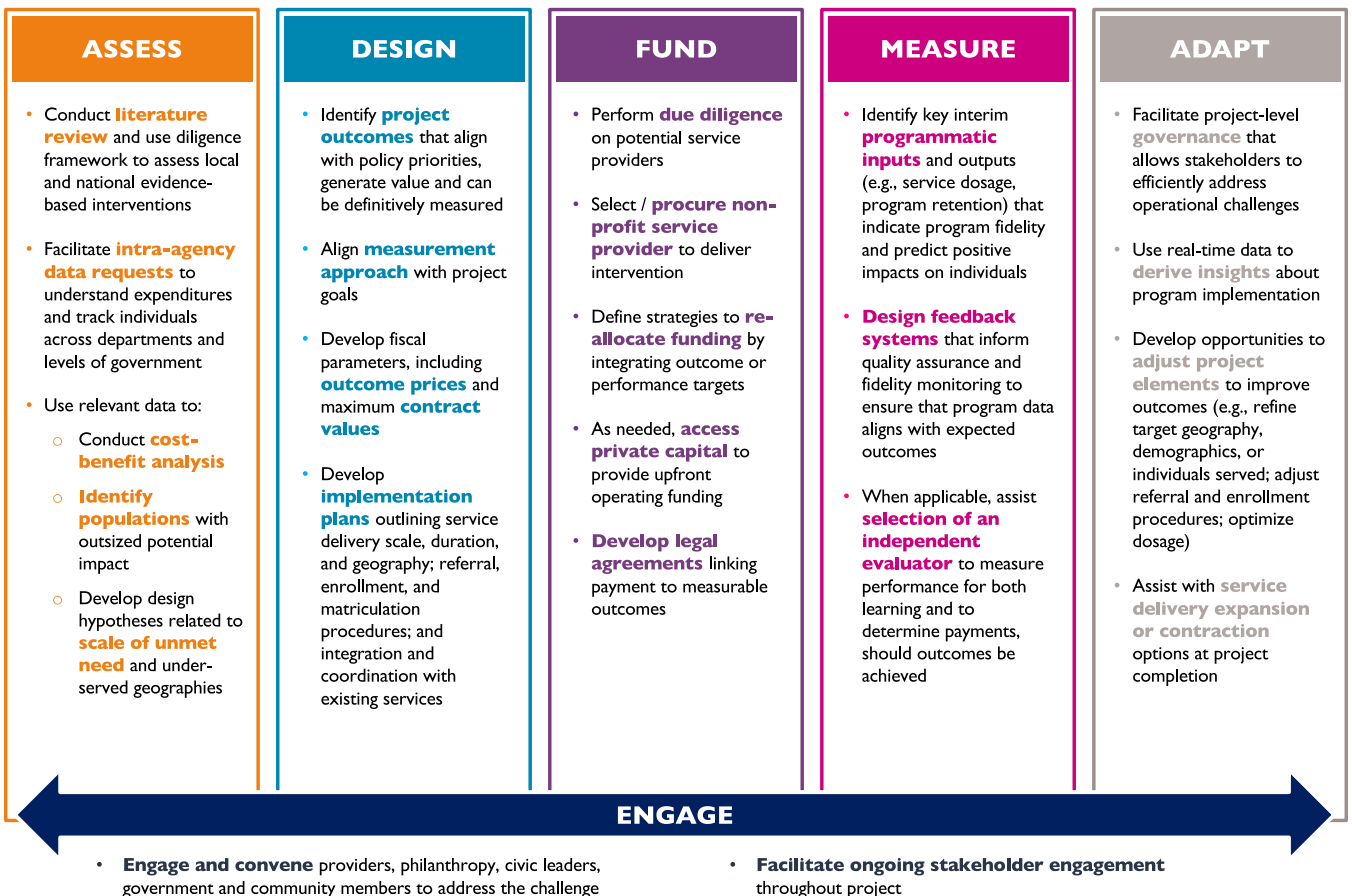 ASSESS
• Conduct literature
review and use diligence
framework to assess local
and national evidence-
based interventions
• Facilitate intra-agency
data requests to
understand expenditures
and track individuals
across departments and
levels of government
• Use relevant data to:
o Conduct cost-
benefit analysis
o Identify
populations with
outsized potential
impact
o Develop design
hypotheses related to
scale of unmet
need and under-
served geographies
DESIGN
• Identify project
outcomes that align
with policy priorities,
generate value and can
be definitively measured
• Align measurement
approach with project
goals
• Develop fiscal
parameters, including
outcome prices and
maximum contract
values
• Develop
implementation
plans outlining service
delivery scale, duration,
and geography; referral,
enrollment, and
matriculation
procedures; and
integration and
coordination with
existing services
FUND
• Perform due diligence
on potential service
providers
• Select / procure non-
profit service
provider to deliver
intervention
• Define strategies to re-
allocate funding by
integrating outcome or
performance targets
• As needed, access
private capital to
provide upfront
operating funding
• Develop legal
agreements linking
payment to measurable
outcomes
MEASURE
• Identify key interim
programmatic
inputs and outputs
(e.g., service dosage,
program retention) that
indicate program fidelity
and predict positive
impacts on individuals
• Design feedback
systems that inform
quality assurance and
fidelity monitoring to
ensure that program data
aligns with expected
outcomes
• When applicable, assist
selection of an
independent
evaluator to measure
performance for both
learning and to
determine payments,
should outcomes be
achieved
ADAPT
• Facilitate project-level
governance that
allows stakeholders to
efficiently address
operational challenges
• Use real-time data to
derive insights about
program implementation
• Develop opportunities to
adjust project
elements to improve
outcomes (e.g., refine
target geography,
demographics, or
individuals served; adjust
referral and enrollment
procedures; optimize
dosage)
• Assist with service
delivery expansion
or contraction
options at project
completion
ENGAGE
• Engage and convene providers, philanthropy, civic leaders,
government and community members to address the challenge
• Facilitate ongoing stakeholder engagement
throughout project